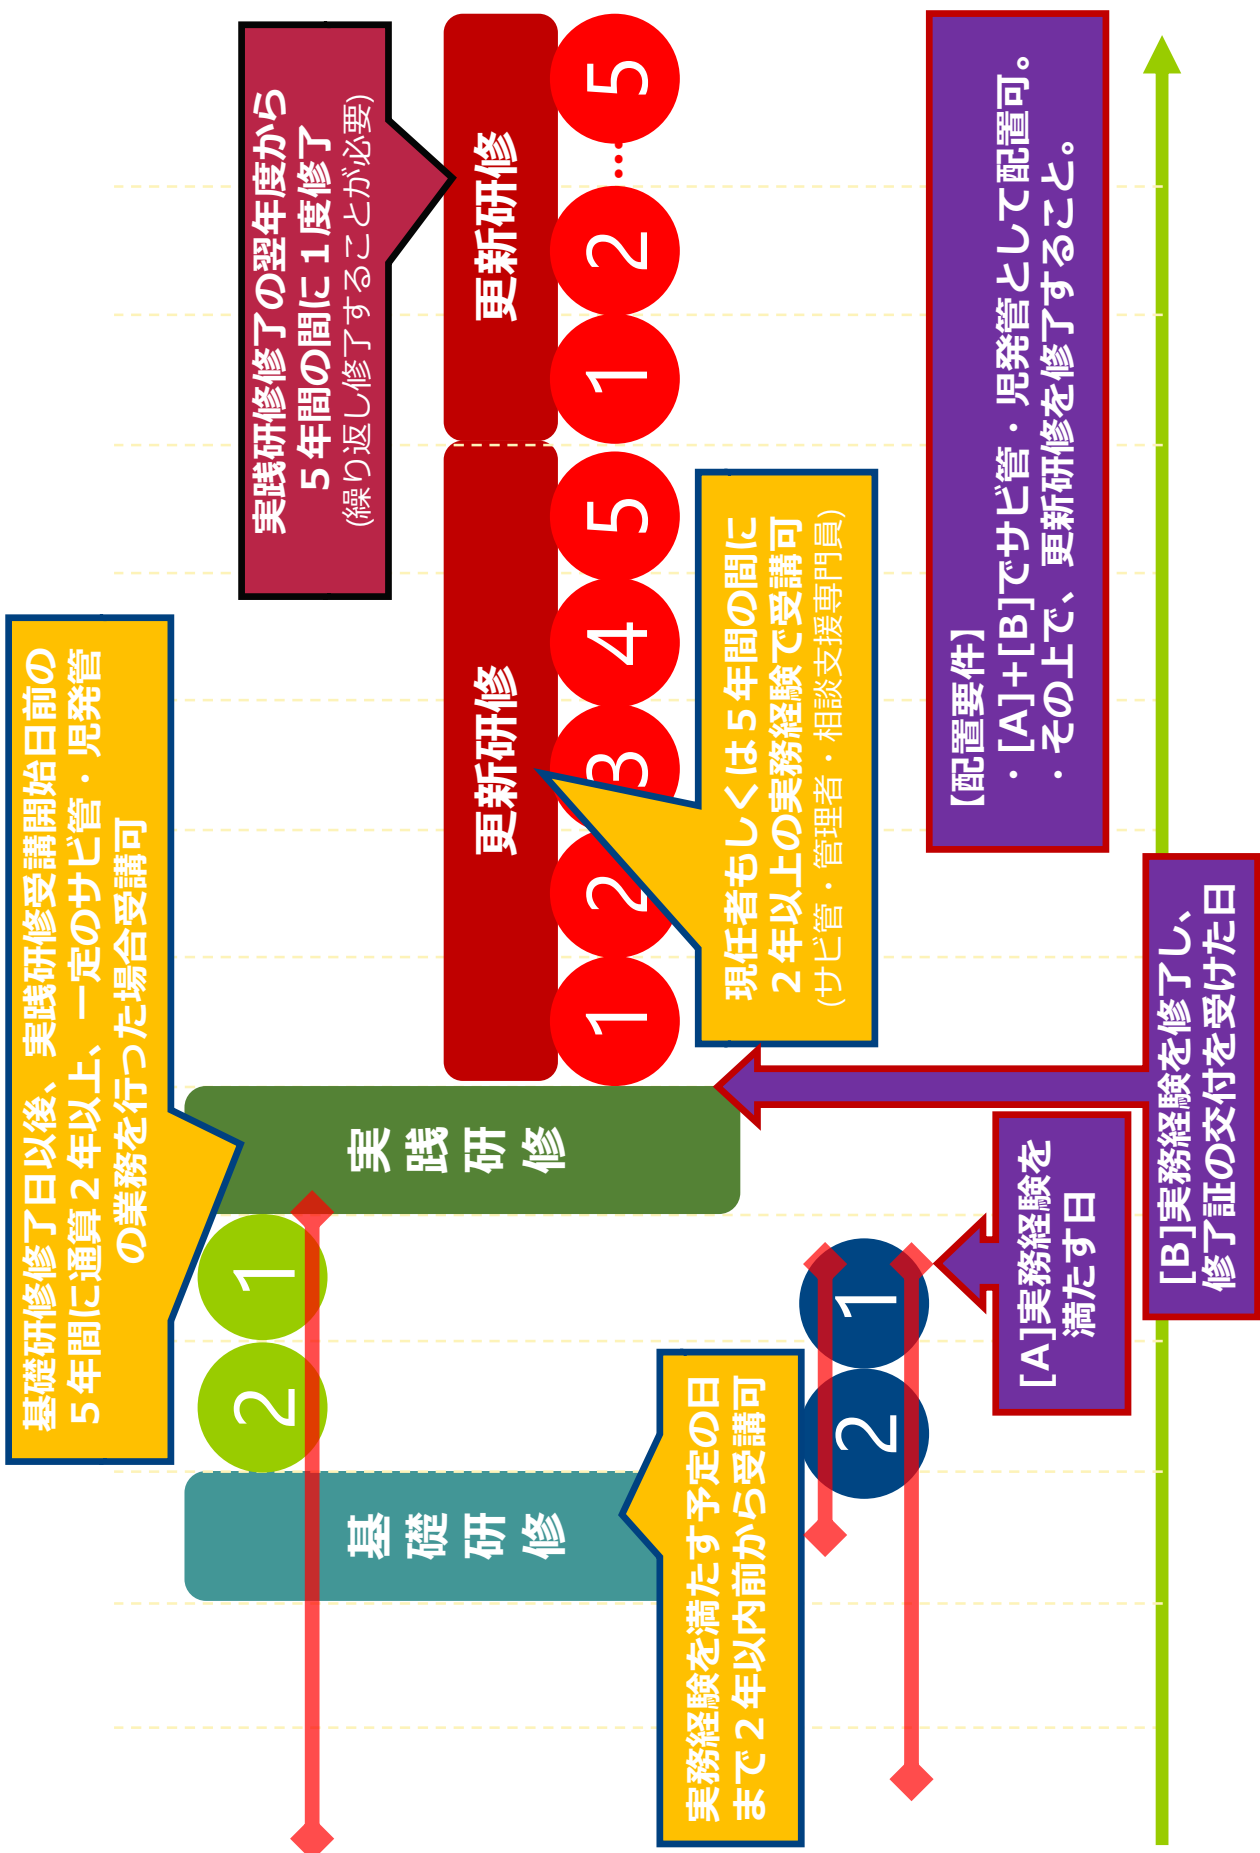 基礎研修修了日以後、実践研修受講開始日前の
５年間に通算２年以上、一定のサビ管・児発管
の業務を行った場合受講可
実践研修修了の翌年度から
５年間の間に１度修了
(繰り返し修了することが必要)
2
1
基礎研修
実践研修
更新研修
更新研修
1
2
3
4
5
1
2
…
5
実務経験を満たす予定の日
まで２年以内前から受講可
現任者もしくは５年間の間に
２年以上の実務経験で受講可
(サビ管・管理者・相談支援専門員)
2
1
[A]実務経験を
満たす日
【配置要件】
・[A]+[B]でサビ管・児発管として配置可。
・その上で、更新研修を修了すること。
[B]実務経験を修了し、
修了証の交付を受けた日